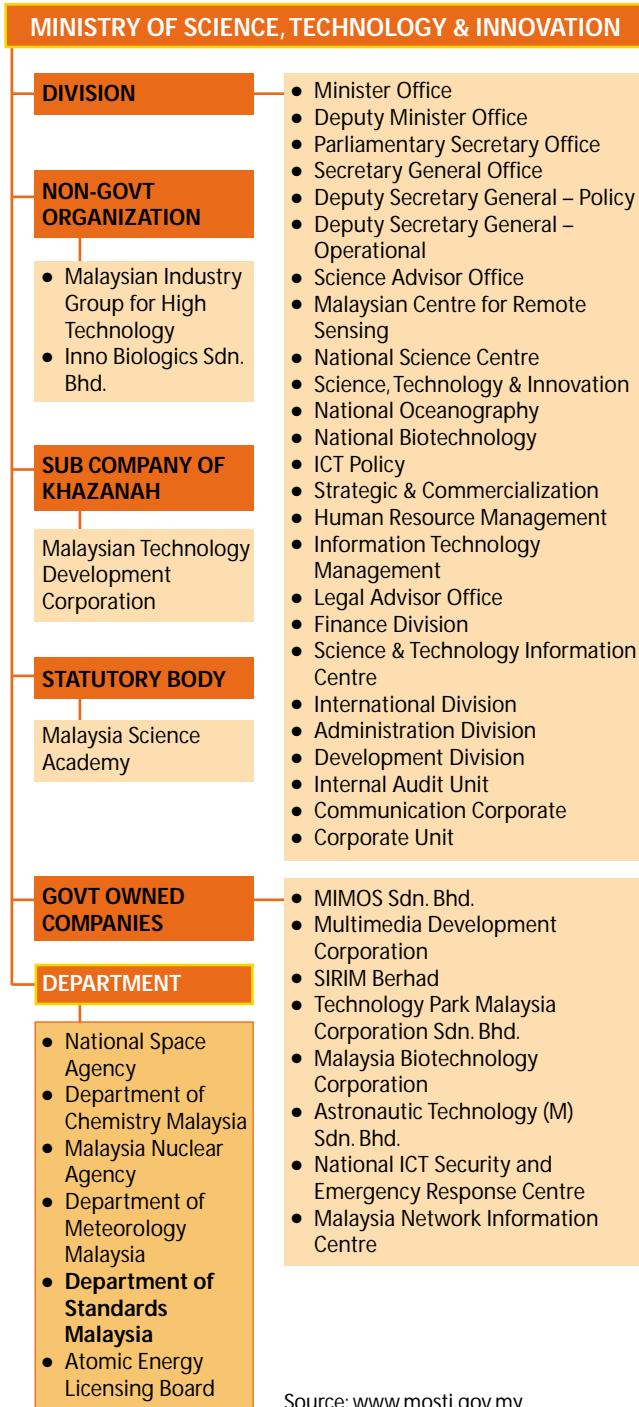 MINISTRY OF SCIENCE, TECHNOLOGY & INNOVATION
DIVISION
• Minister Office
• Deputy Minister Office
• Parliamentary Secretary Office
• Secretary General Office
• Deputy Secretary General – Policy
• Deputy Secretary General –
Operational
• Science Advisor Office
• Malaysian Centre for Remote
Sensing
• National Science Centre
• Science, Technology & Innovation
• National Oceanography
• National Biotechnology
• ICT Policy
• Strategic & Commercialization
• Human Resource Management
• Information Technology
Management
• Legal Advisor Office
• Finance Division
• Science & Technology Information
Centre
• International Division
• Administration Division
• Development Division
• Internal Audit Unit
• Communication Corporate
• Corporate Unit
NON-GOVT
ORGANIZATION
• Malaysian Industry
Group for High
Technology
• Inno Biologics Sdn.
Bhd.
SUB COMPANY OF
KHAZANAH
Malaysian Technology
Development
Corporation
STATUTORY BODY
Malaysia Science
Academy
GOVT OWNED
COMPANIES
• MIMOS Sdn. Bhd.
• Multimedia Development
Corporation
• SIRIM Berhad
• Technology Park Malaysia
Corporation Sdn. Bhd.
• Malaysia Biotechnology
Corporation
• Astronautic Technology (M)
Sdn. Bhd.
• National ICT Security and
Emergency Response Centre
• Malaysia Network Information
Centre
DEPARTMENT
• National Space
Agency
• Department of
Chemistry Malaysia
• Malaysia Nuclear
Agency
• Department of
Meteorology
Malaysia
• Department of
Standards
Malaysia
• Atomic Energy
Licensing Board
Source: www.mosti.gov.my